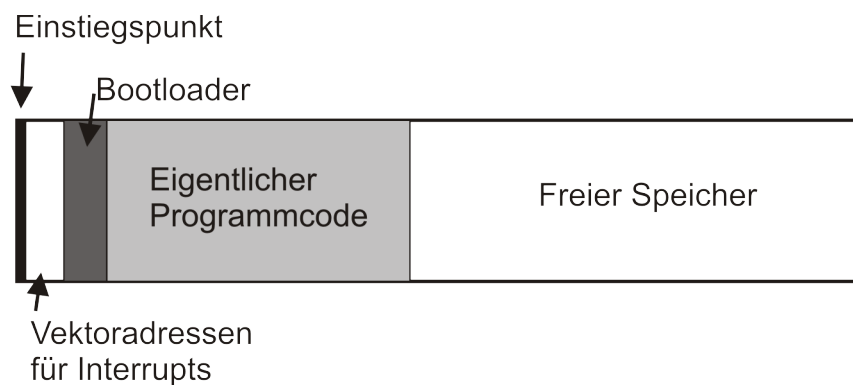 Einstiegspunkt
Bootloader
Eigentlicher
Programmcode
Freier Speicher
Vektoradressen
für Interrupts